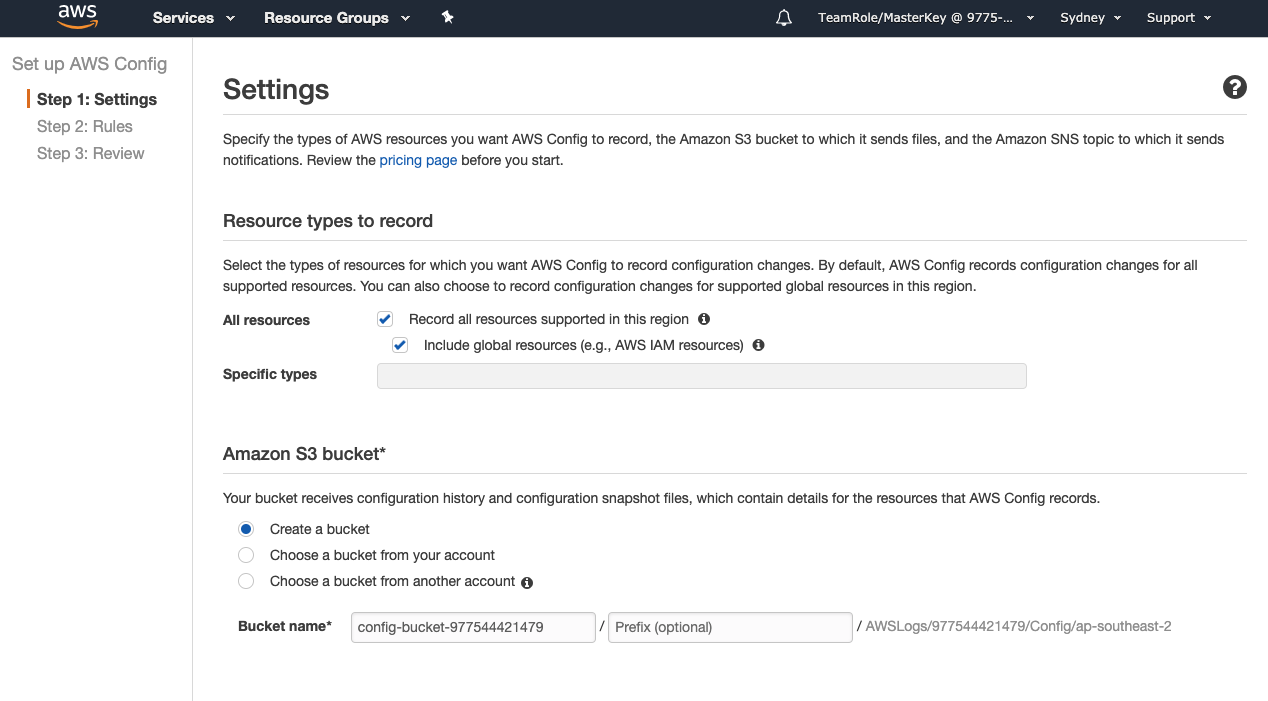 aws Services Resource Groups TeamRole/MasterKey @ 9775-... Sydney Support
Set up AWS Config
Step 1: Settings
Step 2: Rules
Step 3: Review
Settings
?
Specify the types of AWS resources you want AWS Config to record, the Amazon S3 bucket to which it sends files, and the Amazon SNS topic to which it sends
notifications. Review the pricing page before you start.
Resource types to record
Select the types of resources for which you want AWS Config to record configuration changes. By default, AWS Config records configuration changes for all
supported resources. You can also choose to record configuration changes for supported global resources in this region.
All resources Record all resources supported in this region
Include global resources (e.g., AWS IAM resources)
Specific types
Amazon S3 bucket*
Your bucket receives configuration history and configuration snapshot files, which contain details for the resources that AWS Config records.
Create a bucket
Choose a bucket from your account
Choose a bucket from another account
Bucket name* config-bucket-977544421479 / Prefix (optional) / AWSLogs/977544421479/Config/ap-southeast-2